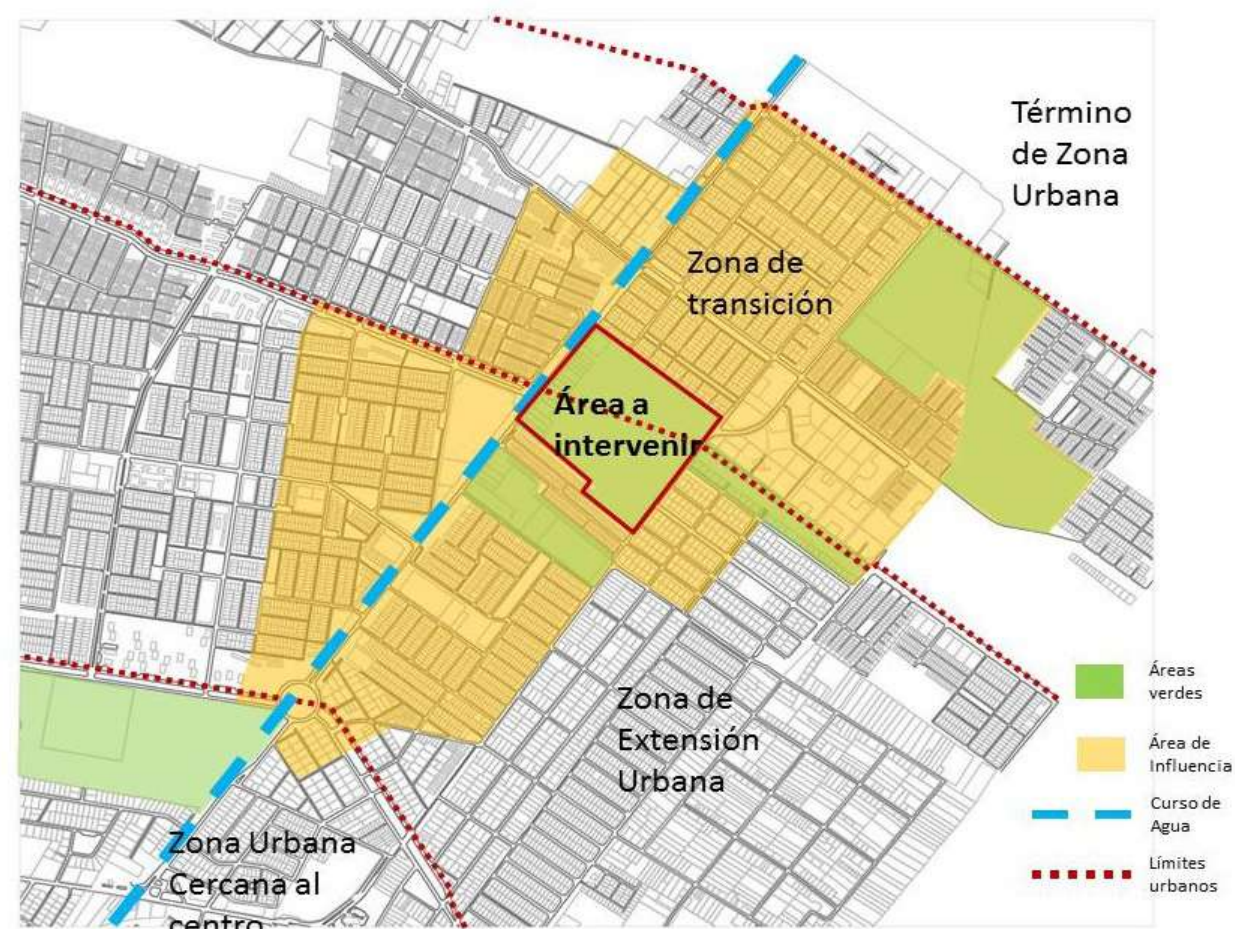 Término
de Zona
Urbana
Zona de
transición
Área a
intervenir
Zona de
Extensión
Urbana
Zona Urbana
Cercana al
centro
Áreas
verdes
Área de
Influencia
Curso de
Agua
Límites
urbanos